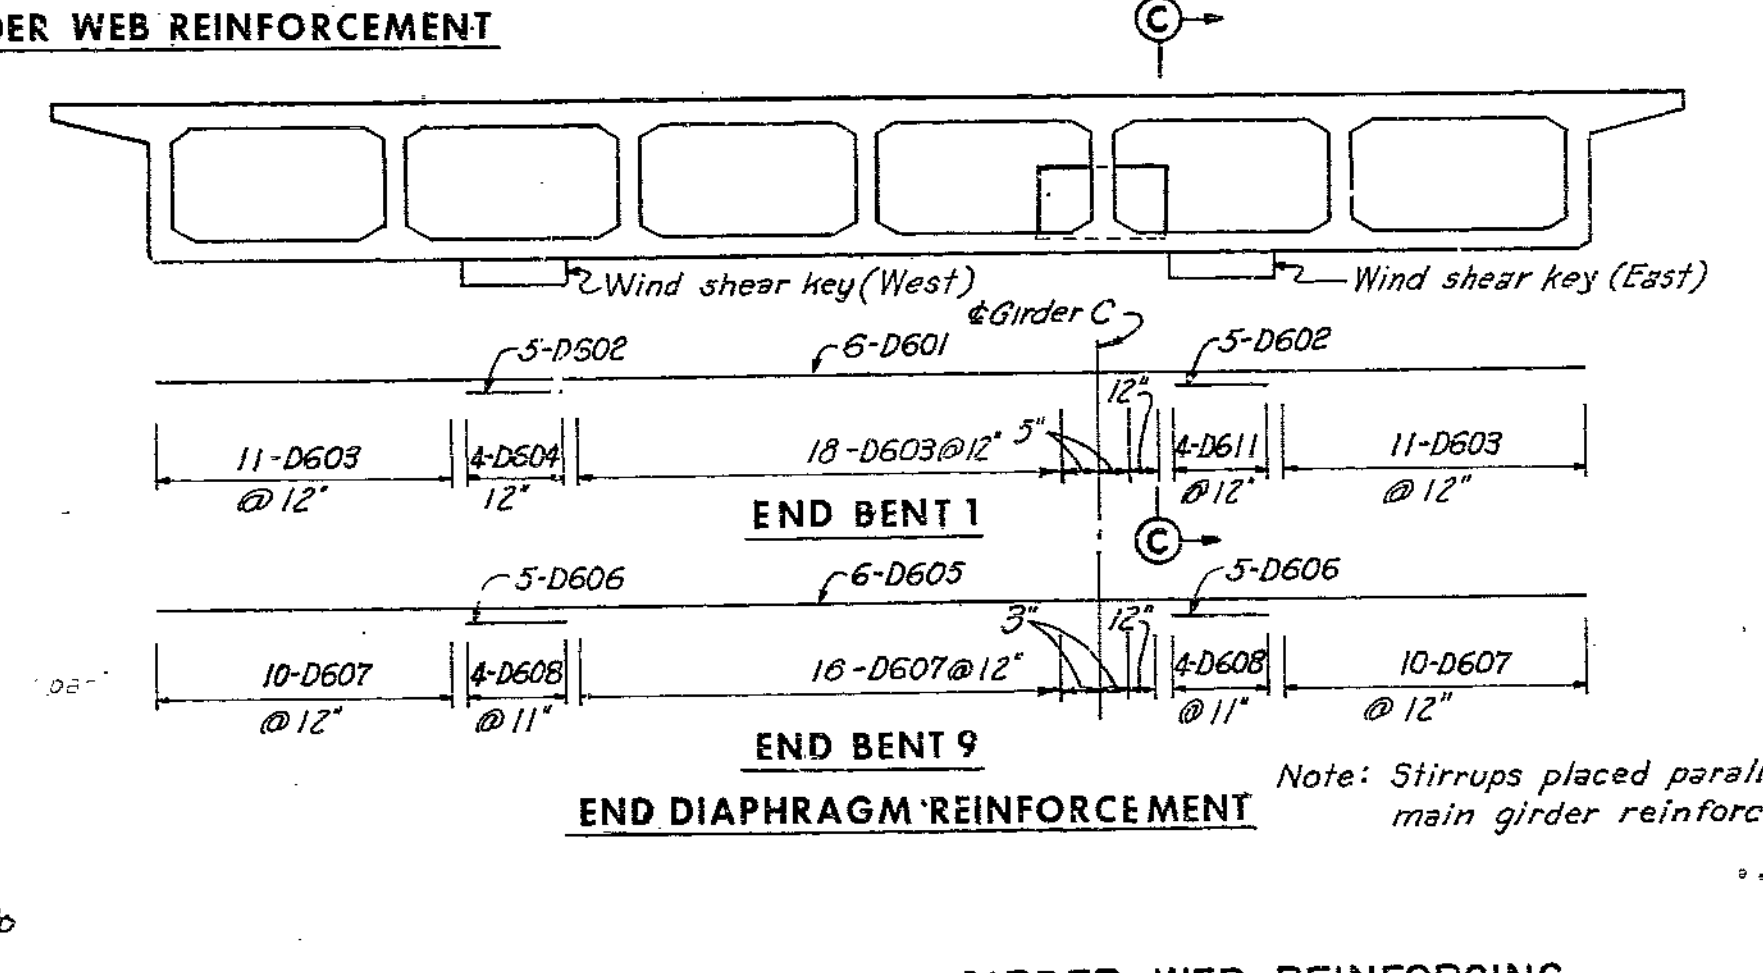 DER WEB REINFORCEMENT
C
Wind shear key (West)
Wind shear key (East)
℄ Girder C
5-D602
6-D601
5-D602
12"
11-D603
@ 12"
4-D604
12"
18-D603@12"
5"
4-D611
@12"
11-D603
@ 12"
END BENT 1
C
5-D606
6-D605
5-D606
3"
12"
10-D607
@ 12"
4-D608
@ 11"
16-D607@12"
4-D608
@ 11"
10-D607
@ 12"
END BENT 9
END DIAPHRAGM REINFORCEMENT
Note: Stirrups placed parall
main girder reinforc